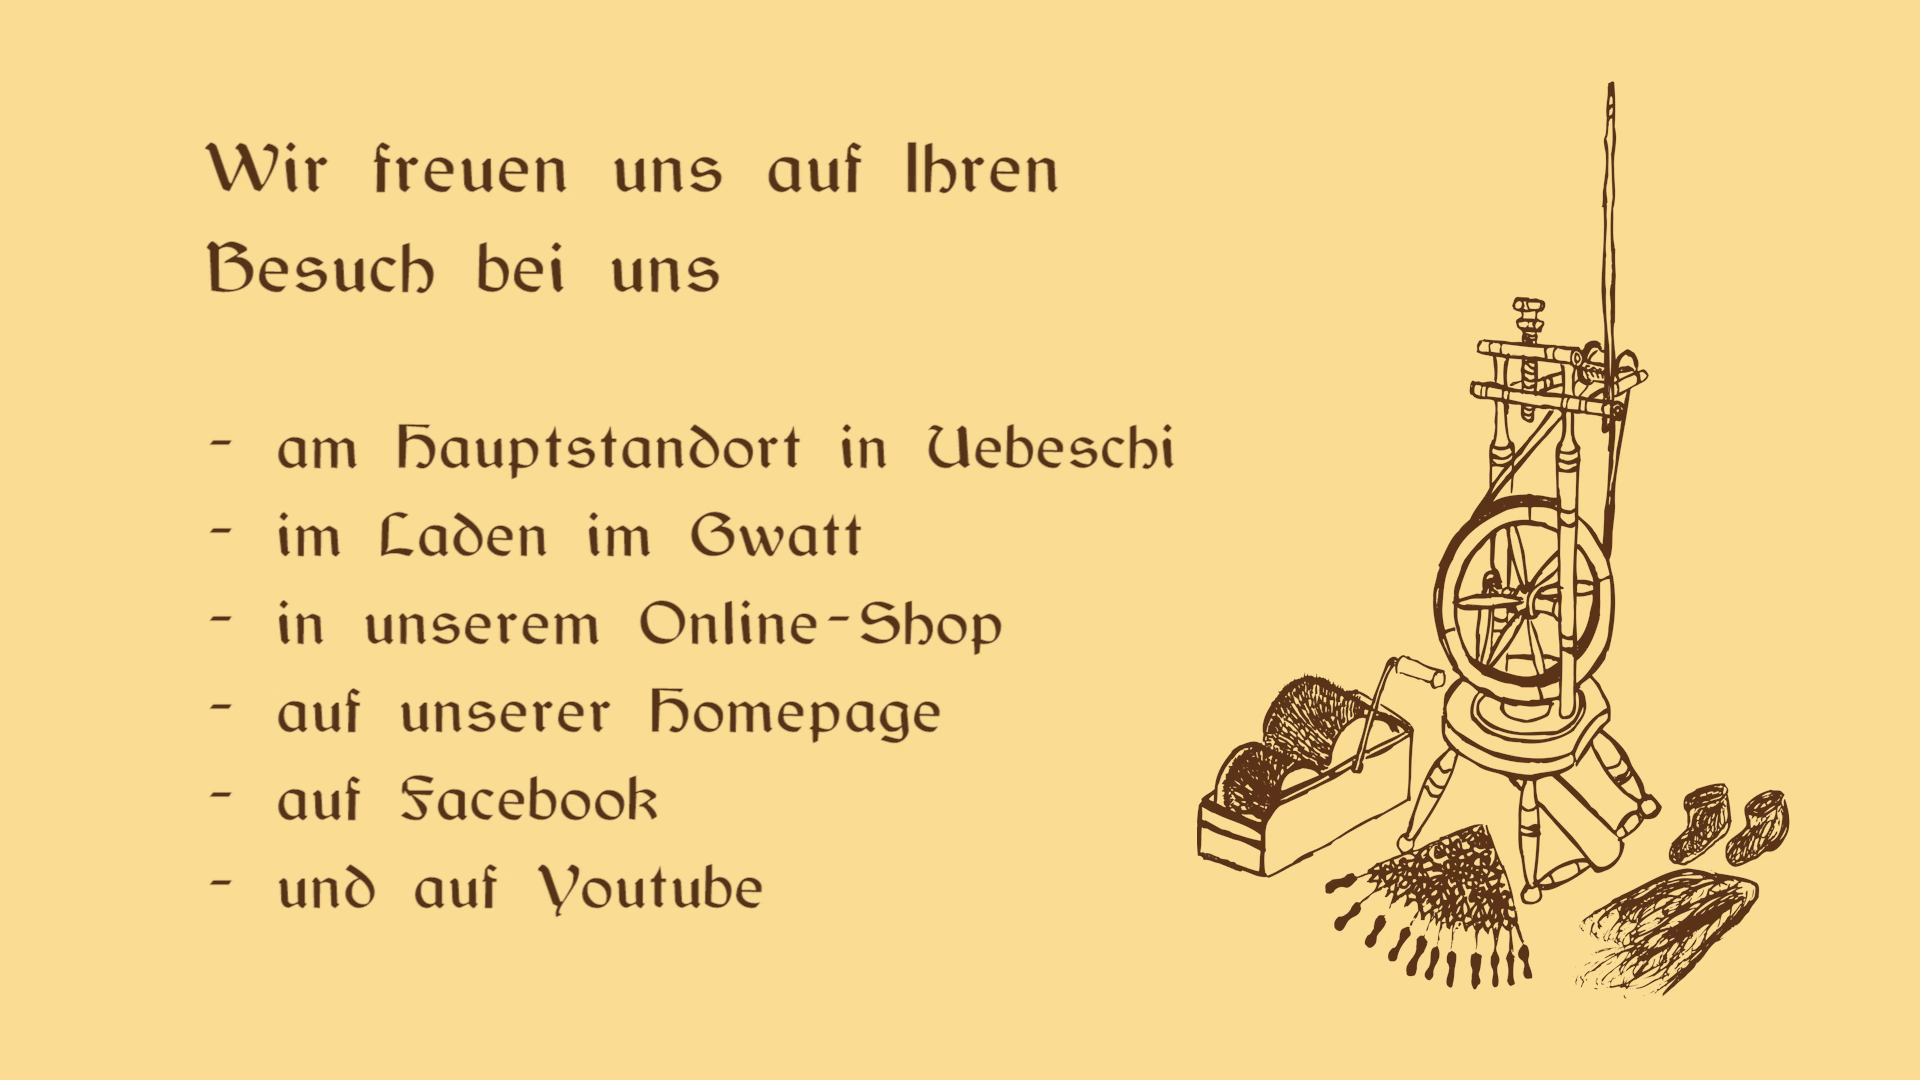 Wir freuen uns auf Ihren
Besuch bei uns
- am Hauptstandort in Uebeschi
- im Laden im Gwatt
- in unserem Online-Shop
- auf unserer Homepage
- auf Facebook
- und auf Youtube